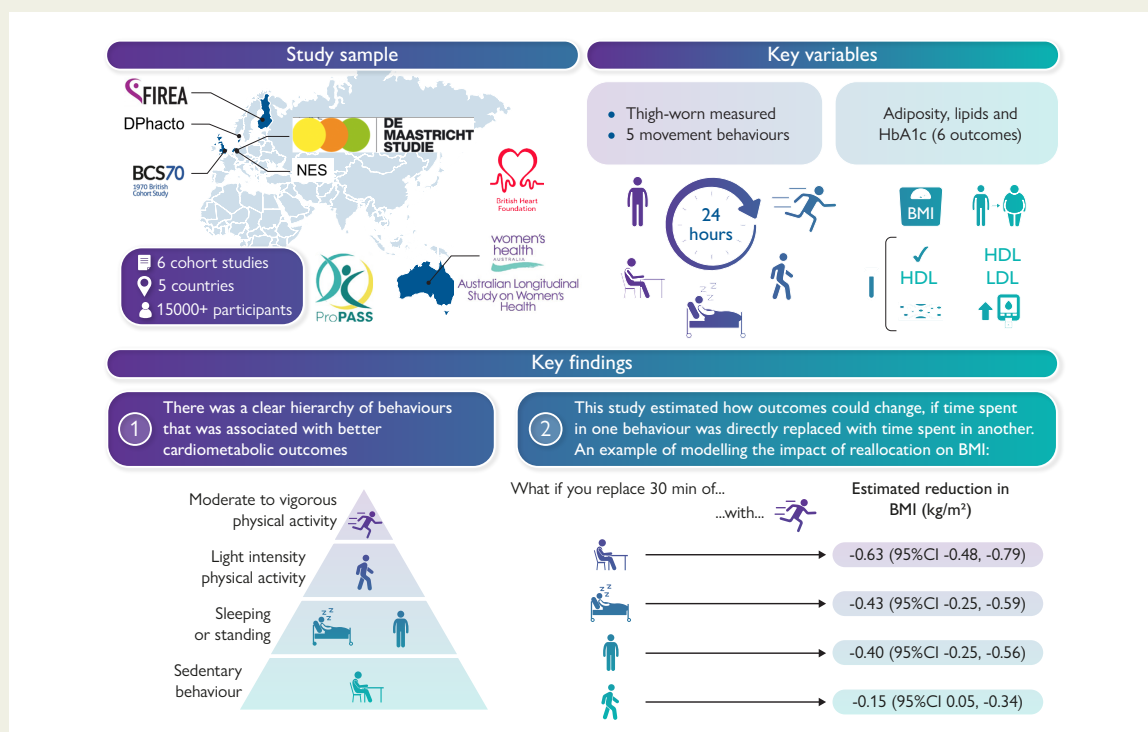 Study sample
FIREA
DPhacto
DE
MAASTRICHT
STUDIE
NES
BCS70
1970 British
Cohort Study
British Heart
Foundation
6 cohort studies
5 countries
15000+ participants
ProPASS
women's
health
AUSTRALIA
Australian Longitudinal
Study on Women's
Health
Key variables
• Thigh-worn measured
• 5 movement behaviours
Adiposity, lipids and
HbA1c (6 outcomes)
24
hours
z z
z z
BMI
HDL
HDL
LDL
Key findings
1
There was a clear hierarchy of behaviours
that was associated with better
cardiometabolic outcomes
Moderate to vigorous
physical activity
Light intensity
physical activity
Sleeping
or standing
z z
z z
Sedentary
behaviour
2
This study estimated how outcomes could change, if time spent
in one behaviour was directly replaced with time spent in another.
An example of modelling the impact of reallocation on BMI:
What if you replace 30 min of...
...with...
Estimated reduction in
BMI (kg/m²)
-0.63 (95%CI -0.48, -0.79)
z z
z z
-0.43 (95%CI -0.25, -0.59)
-0.40 (95%CI -0.25, -0.56)
-0.15 (95%CI 0.05, -0.34)